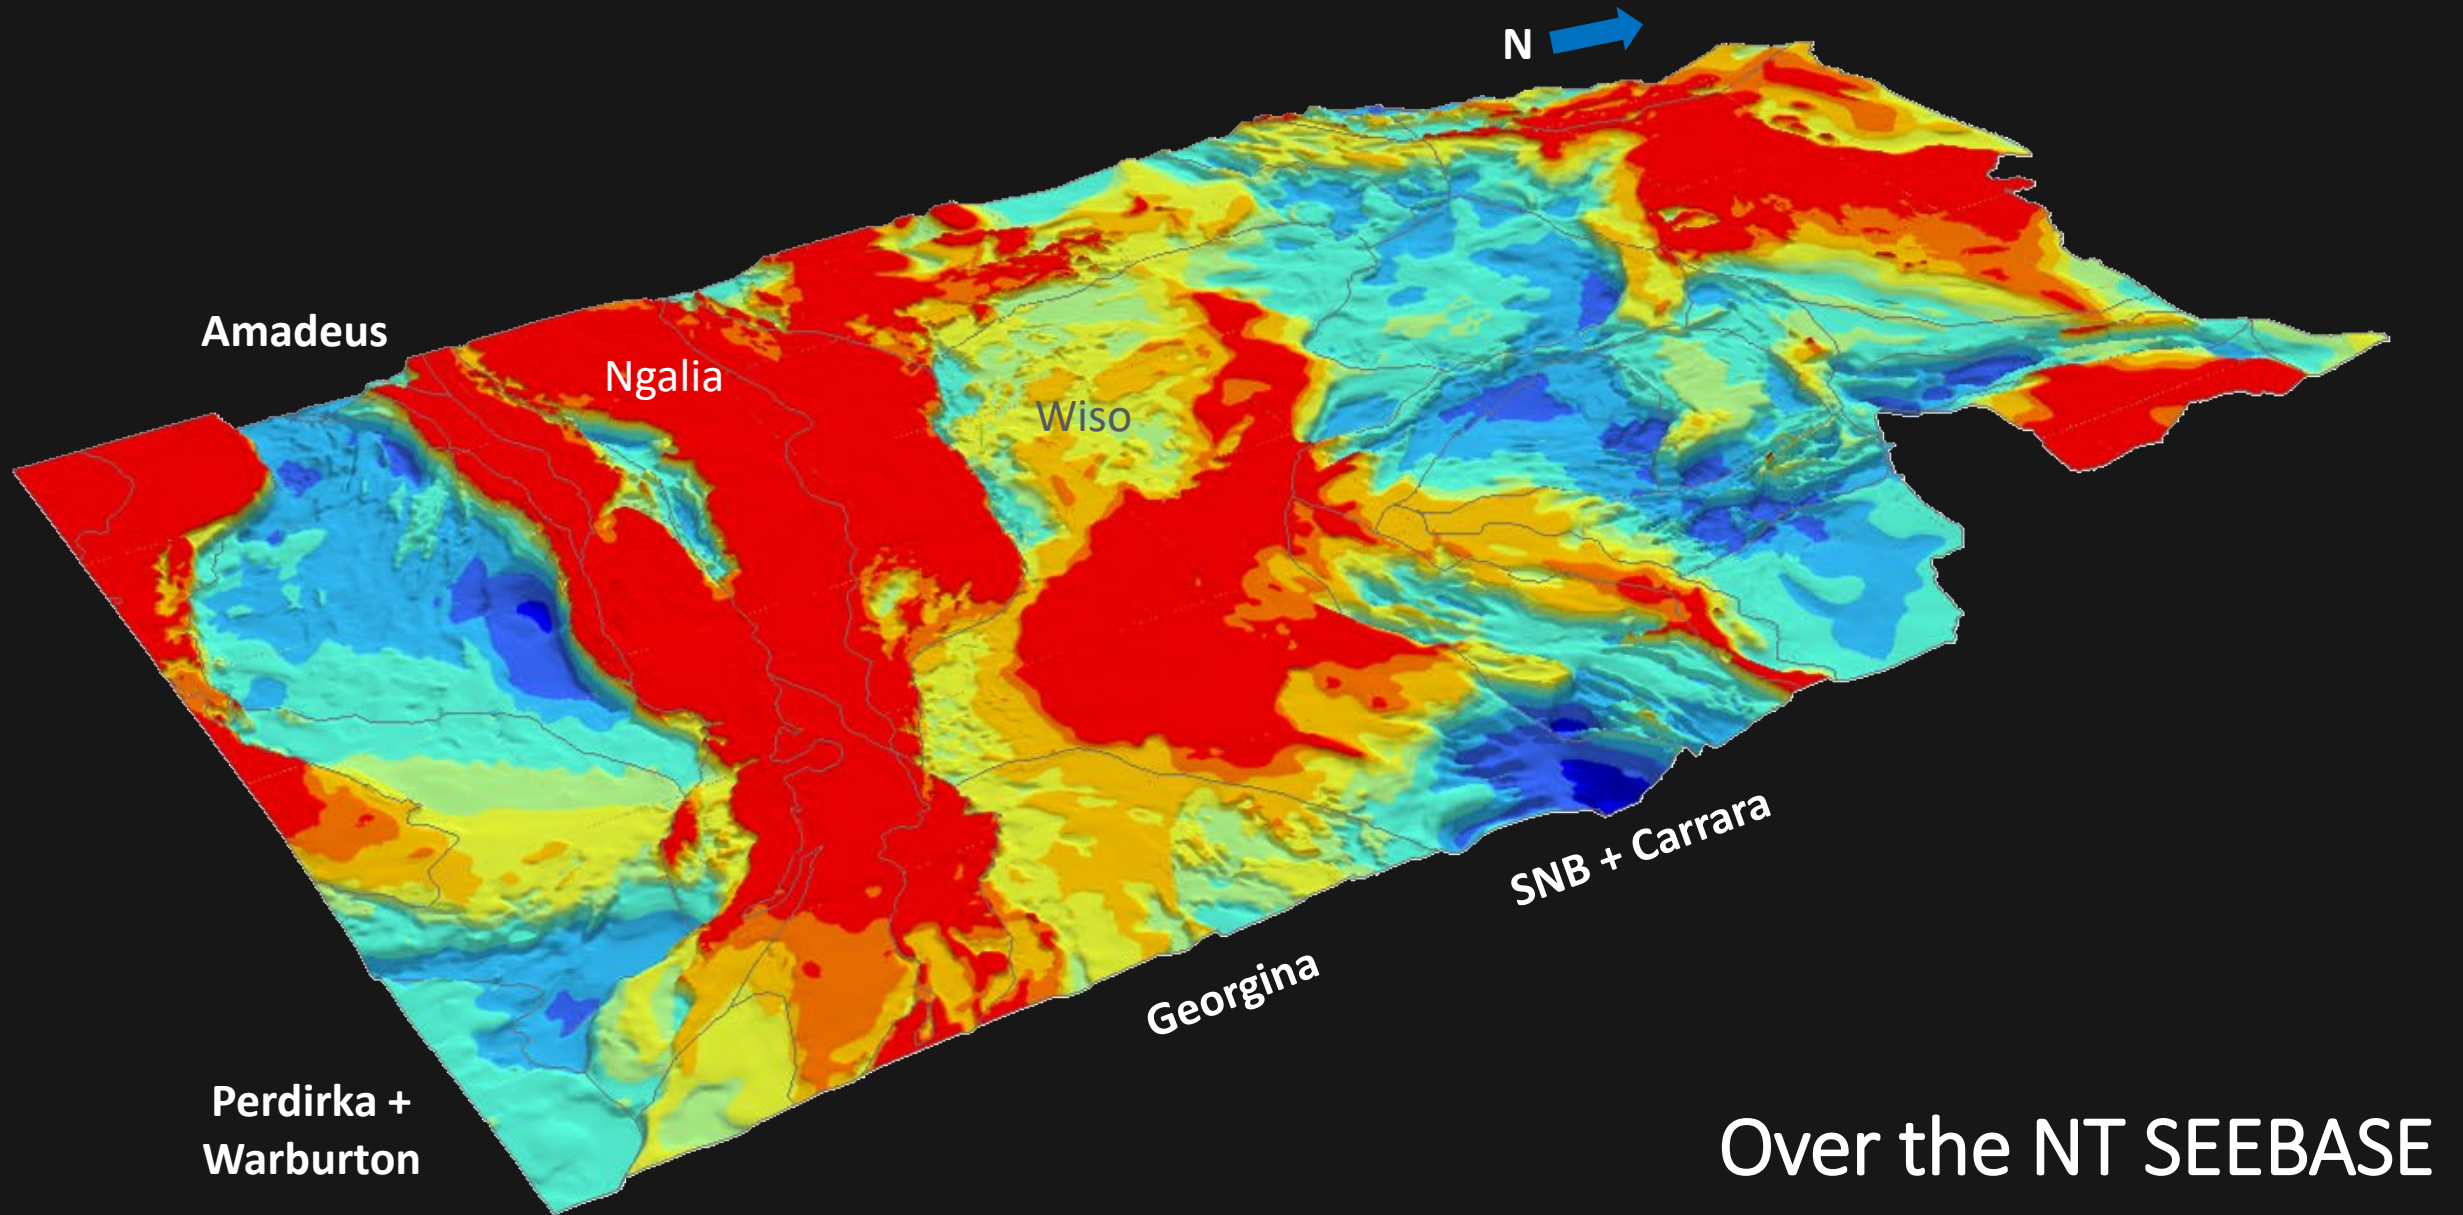 N
Amadeus
Ngalia
Wiso
SNB + Carrara
Georgina
Perdirka +
Warburton
Over the NT SEEBASE